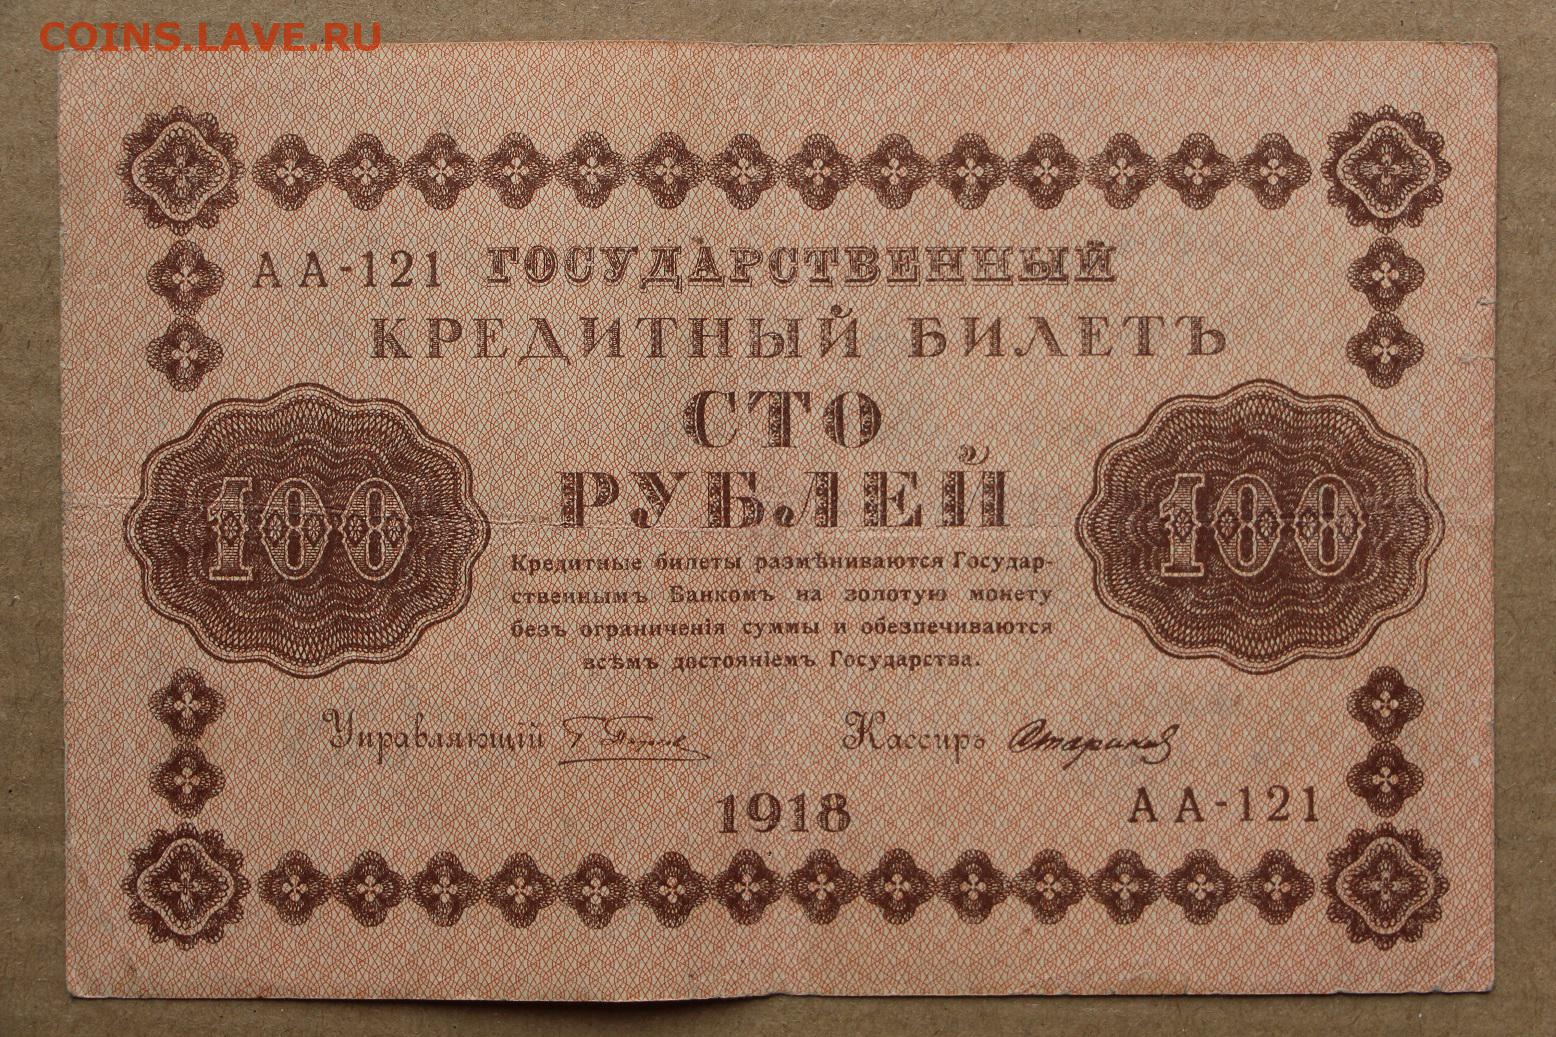 COINS.LAVE.RU
АА-121 ГОСУДАРСТВЕННЫЙ
КРЕДИТНЫЙ БИЛЕТЪ
СТО
РУБЛЕЙ
100
100
Кредитные билеты размѣниваются Государ-
ственнымъ Банкомъ на золотую монету
безъ ограниченія суммы и обезпечиваются
всѣмъ достояніемъ Государства.
Управляющій Кассиръ
1918
АА-121